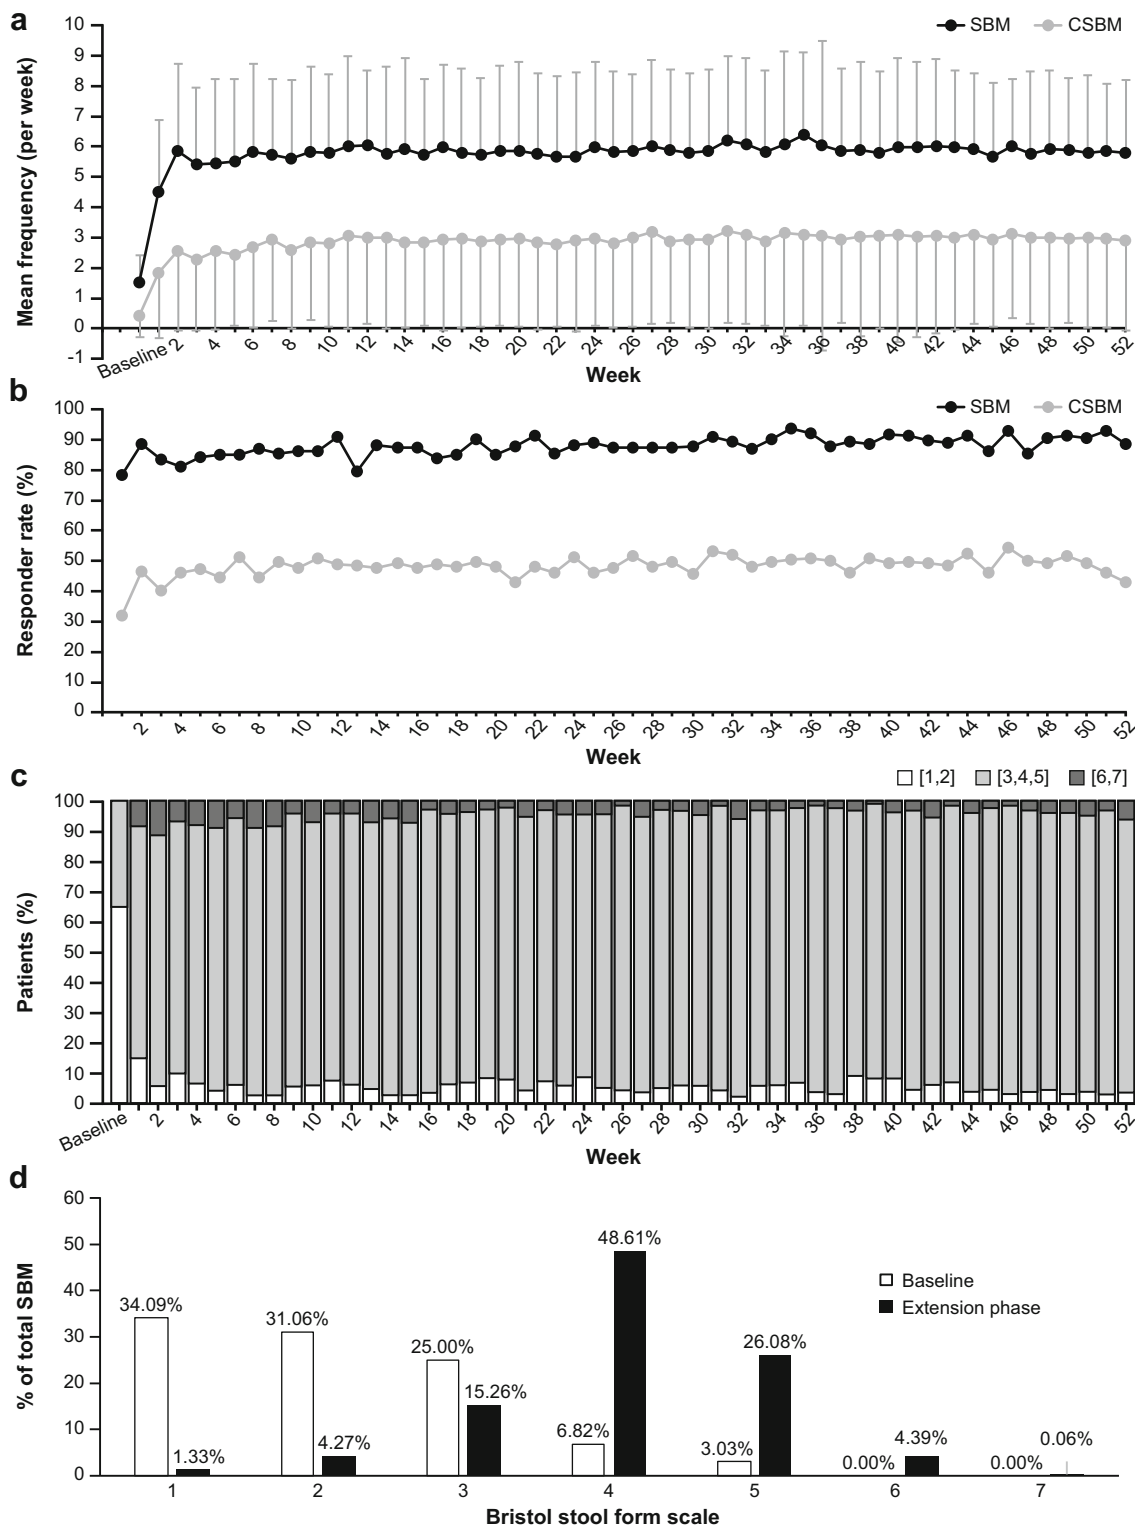 a
SBM CSBM
Mean frequency (per week)
10
9
8
7
6
5
4
3
2
1
0
-1
Baseline 2 4 6 8 10 12 14 16 18 20 22 24 26 28 30 32 34 36 38 40 42 44 46 48 50 52
Week
b
SBM CSBM
Responder rate (%)
100
90
80
70
60
50
40
30
20
10
0
2 4 6 8 10 12 14 16 18 20 22 24 26 28 30 32 34 36 38 40 42 44 46 48 50 52
Week
c
[1,2] [3,4,5] [6,7]
Patients (%)
100
90
80
70
60
50
40
30
20
10
0
Baseline 2 4 6 8 10 12 14 16 18 20 22 24 26 28 30 32 34 36 38 40 42 44 46 48 50 52
Week
d
% of total SBM
60
50
40
30
20
10
0
Baseline
Extension phase
34.09% 1.33%
31.06% 4.27%
25.00% 15.26%
6.82% 48.61%
3.03% 26.08%
0.00% 4.39%
0.00% 0.06%
1 2 3 4 5 6 7
Bristol stool form scale